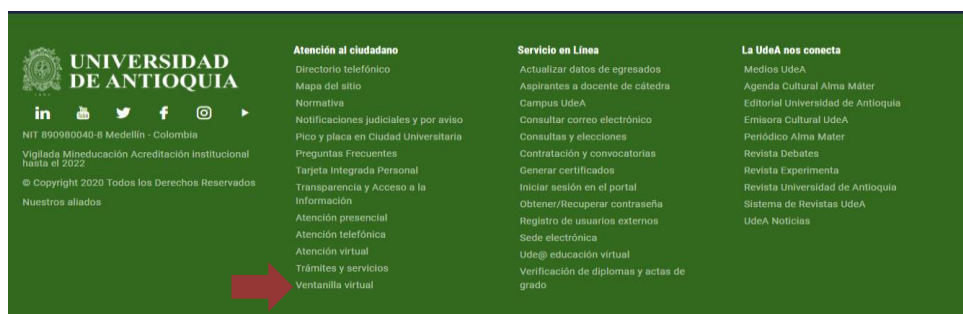 UNIVERSIDAD
DE ANTIOQUIA
in
NIT 890980040-8 Medellín - Colombia
Vigilada Mineducación Acreditación institucional
hasta el 2022
© Copyright 2020 Todos los Derechos Reservados
Nuestros aliados
Atención al ciudadano
Directorio telefónico
Mapa del sitio
Normativa
Notificaciones judiciales y por aviso
Pico y placa en Ciudad Universitaria
Preguntas Frecuentes
Tarjeta Integrada Personal
Transparencia y Acceso a la
Información
Atención presencial
Atención telefónica
Atención virtual
Trámites y servicios
Ventanilla virtual
Servicio en Línea
Actualizar datos de egresados
Aspirantes a docente de cátedra
Campus UdeA
Consultar correo electrónico
Consultas y elecciones
Contratación y convocatorias
Generar certificados
Iniciar sesión en el portal
Obtener/Recuperar contraseña
Registro de usuarios externos
Sede electrónica
Ude@ educación virtual
Verificación de diplomas y actas de
grado
La UdeA nos conecta
Medios UdeA
Agenda Cultural Alma Máter
Editorial Universidad de Antioquia
Emisora Cultural UdeA
Periódico Alma Mater
Revista Debates
Revista Experimenta
Revista Universidad de Antioquia
Sistema de Revistas UdeA
UdeA Noticias